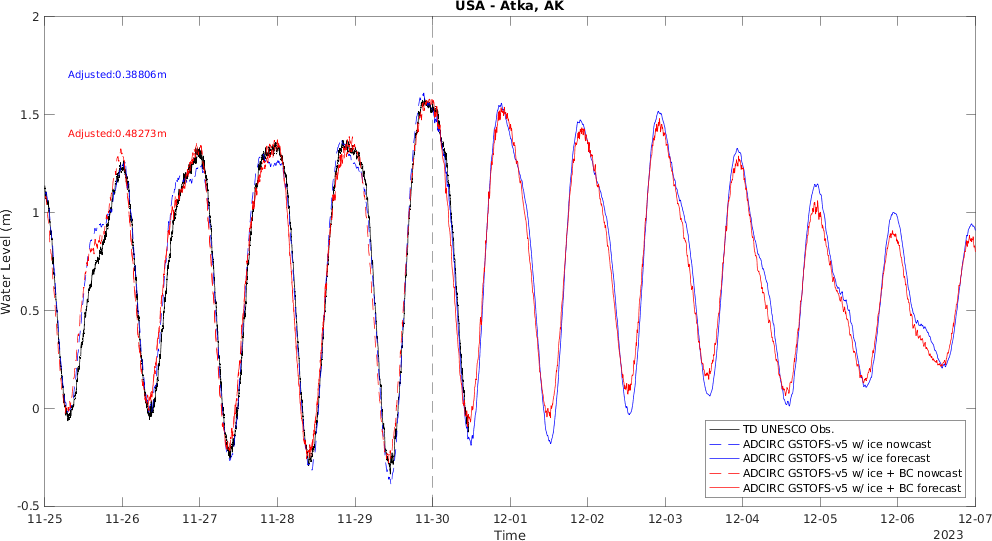 USA - Atka, AK
2
1.5
1
0.5
0
-0.5
Water Level (m)
Adjusted:0.38806m
Adjusted:0.48273m
TD UNESCO Obs.
ADCIRC GSTOFS-v5 w/ ice nowcast
ADCIRC GSTOFS-v5 w/ ice forecast
ADCIRC GSTOFS-v5 w/ ice + BC nowcast
ADCIRC GSTOFS-v5 w/ ice + BC forecast
11-25 11-26 11-27 11-28 11-29 11-30 12-01 12-02 12-03 12-04 12-05 12-06 12-07
Time
2023